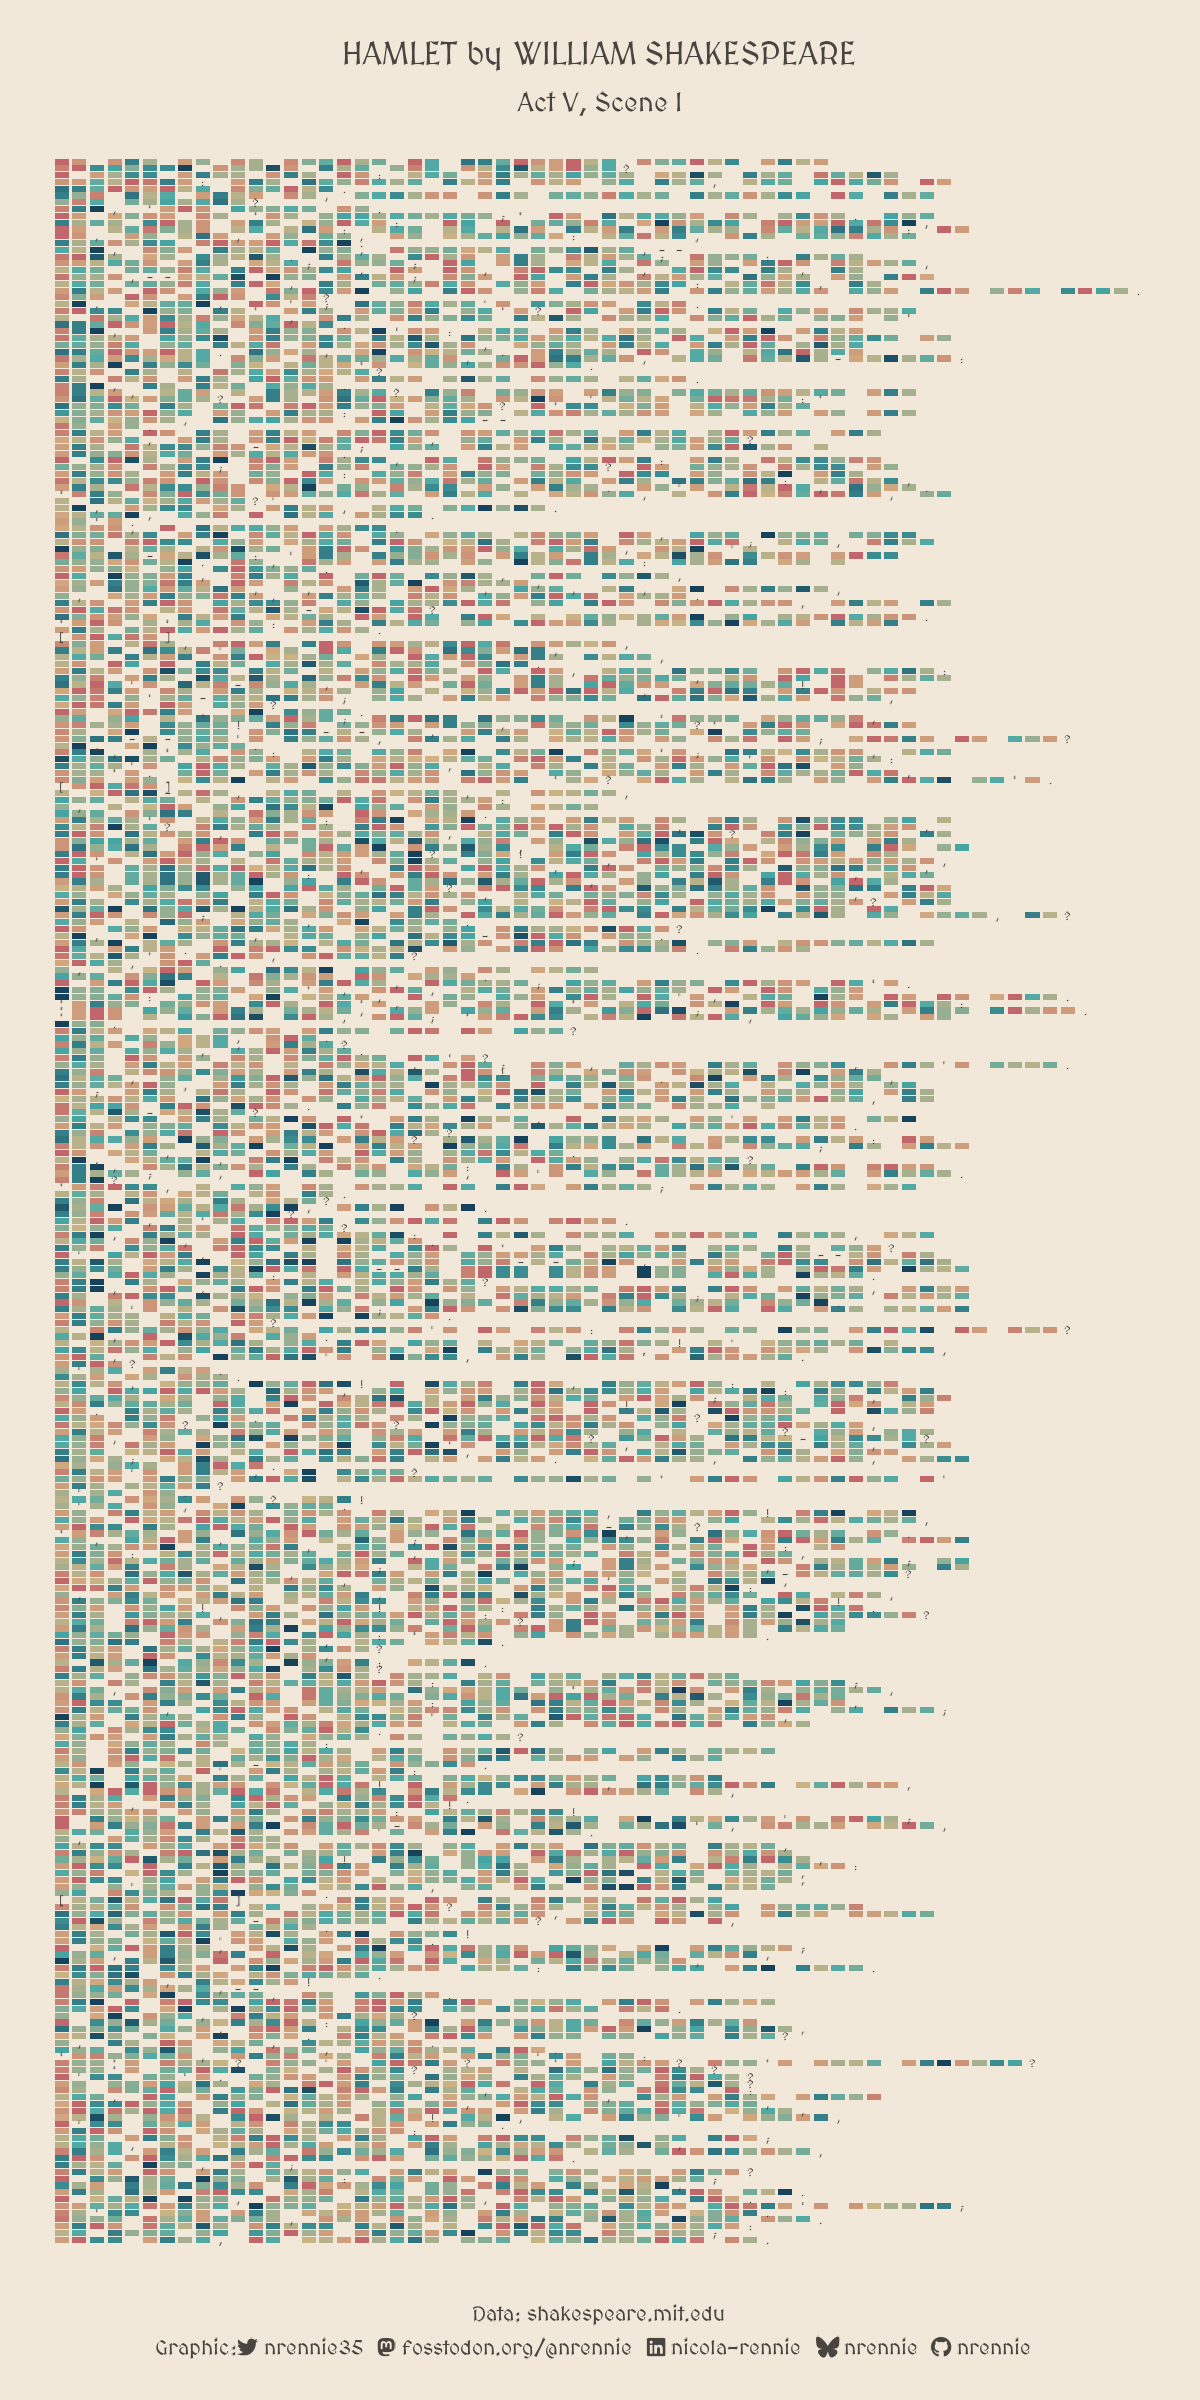 HAMLET by WILLIAM SHAKESPEARE
Act V, Scene I
Data: shakespeare.mit.edu
Graphic: nrennie35 fosstodon.org/@nrennie nicola-rennie nrennie nrennie